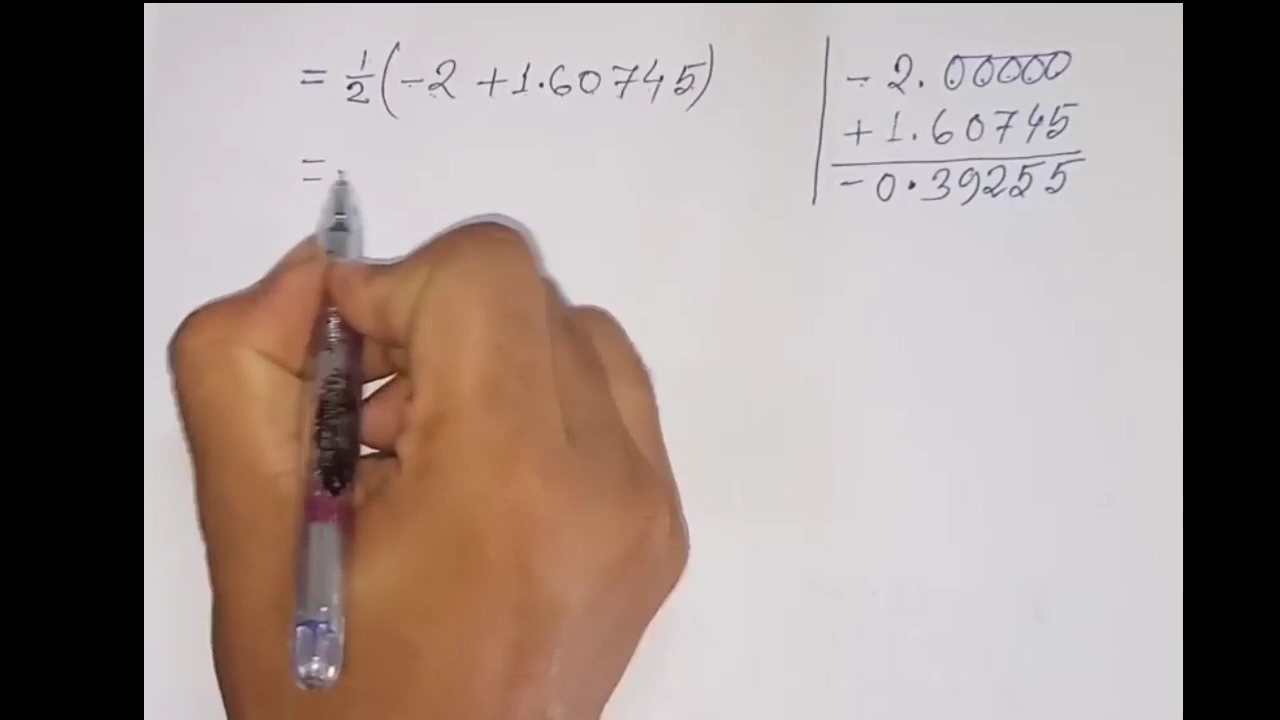 = 1/2 (-2 + 1.60745)
=
- 2.00000
+ 1.60745
- 0.39255